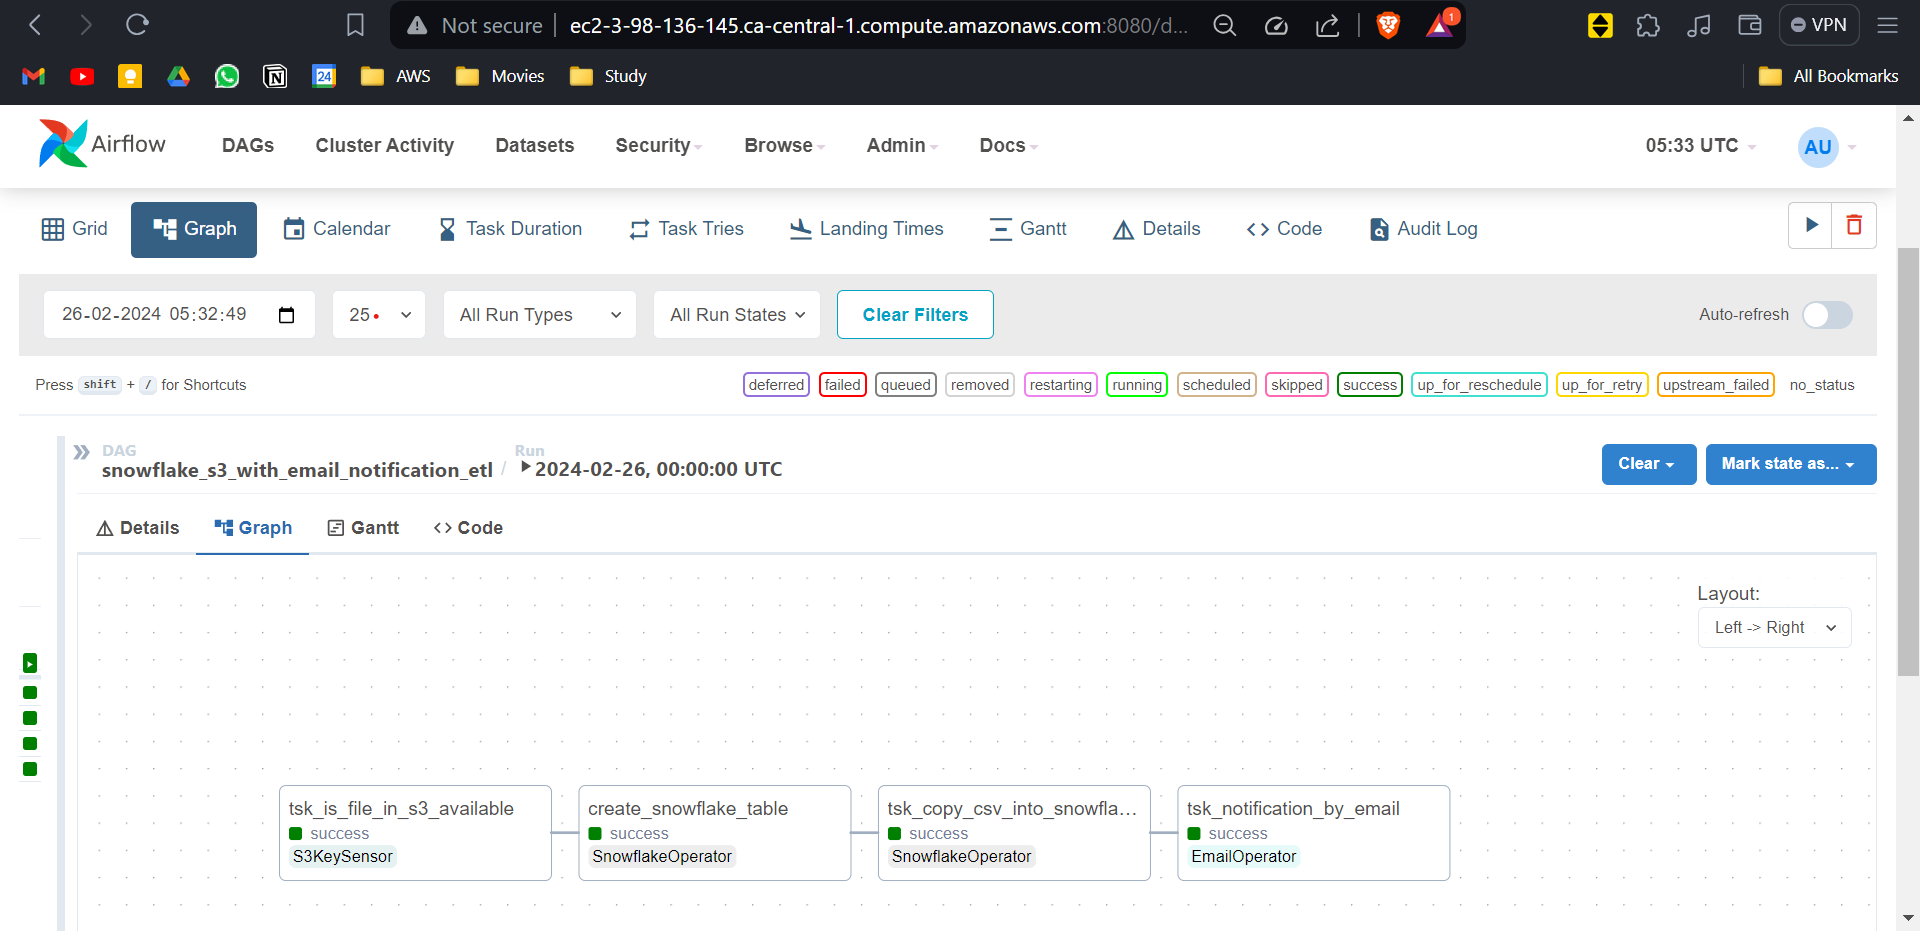 Not secure ec2-3-98-136-145.ca-central-1.compute.amazonaws.com:8080/d... 1 VPN
24 AWS Movies Study All Bookmarks
Airflow DAGs Cluster Activity Datasets Security Browse Admin Docs 05:33 UTC AU
Grid Graph Calendar Task Duration Task Tries Landing Times Gantt Details Code Audit Log
26-02-2024 05:32:49 25 All Run Types All Run States Clear Filters Auto-refresh
Press shift + / for Shortcuts deferred failed queued removed restarting running scheduled skipped success up_for_reschedule up_for_retry upstream_failed no_status
DAG Run
snowflake_s3_with_email_notification_etl / 2024-02-26, 00:00:00 UTC Clear Mark state as...
Details Graph Gantt Code
Layout:
Left -> Right
tsk_is_file_in_s3_available create_snowflake_table tsk_copy_csv_into_snowfla... tsk_notification_by_email
success success success success
S3KeySensor SnowflakeOperator SnowflakeOperator EmailOperator